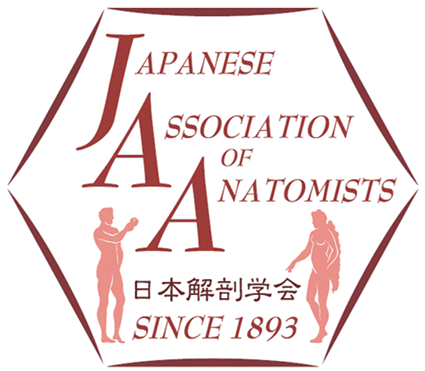 JAPANESE
ASSOCIATION
OF
ANATOMISTS
日本解剖学会
SINCE 1893